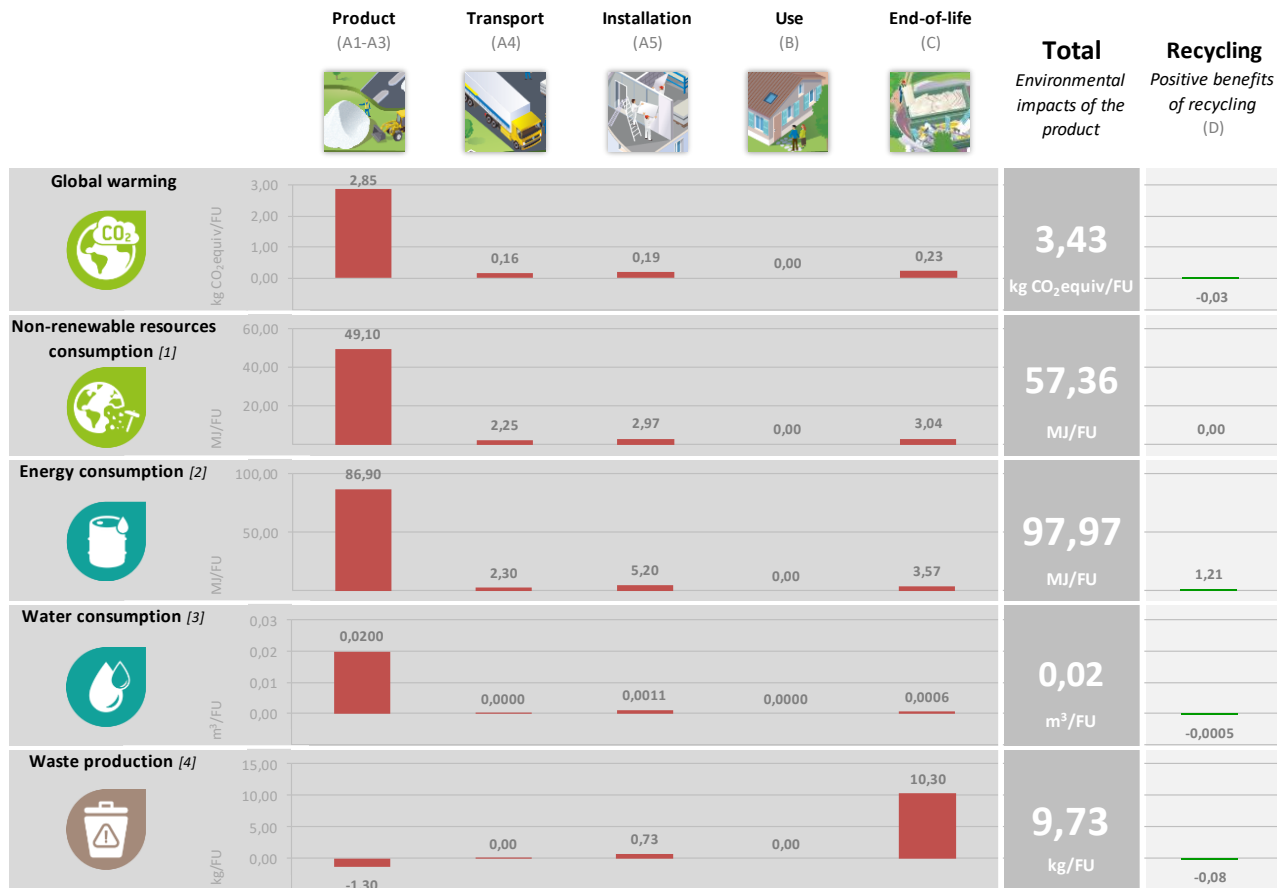 Product
(A1-A3)
Transport
(A4)
Installation
(A5)
Use
(B)
End-of-life
(C)
Total
Environmental
impacts of the
product
Recycling
Positive benefits
of recycling
(D)
Global warming
CO2
kg CO2equiv/FU
3,00
2,00
1,00
0,00
2,85
0,16
0,19
0,00
0,23
3,43
kg CO2equiv/FU
-0,03
Non-renewable resources
consumption [1]
MJ/FU
60,00
40,00
20,00
49,10
2,25
2,97
0,00
3,04
57,36
MJ/FU
0,00
Energy consumption [2]
MJ/FU
100,00
50,00
86,90
2,30
5,20
0,00
3,57
97,97
MJ/FU
1,21
Water consumption [3]
m3/FU
0,03
0,02
0,01
0,00
0,0200
0,0000
0,0011
0,0000
0,0006
0,02
m3/FU
-0,0005
Waste production [4]
kg/FU
15,00
10,00
5,00
0,00
-1,30
0,00
0,73
0,00
10,30
9,73
kg/FU
-0,08